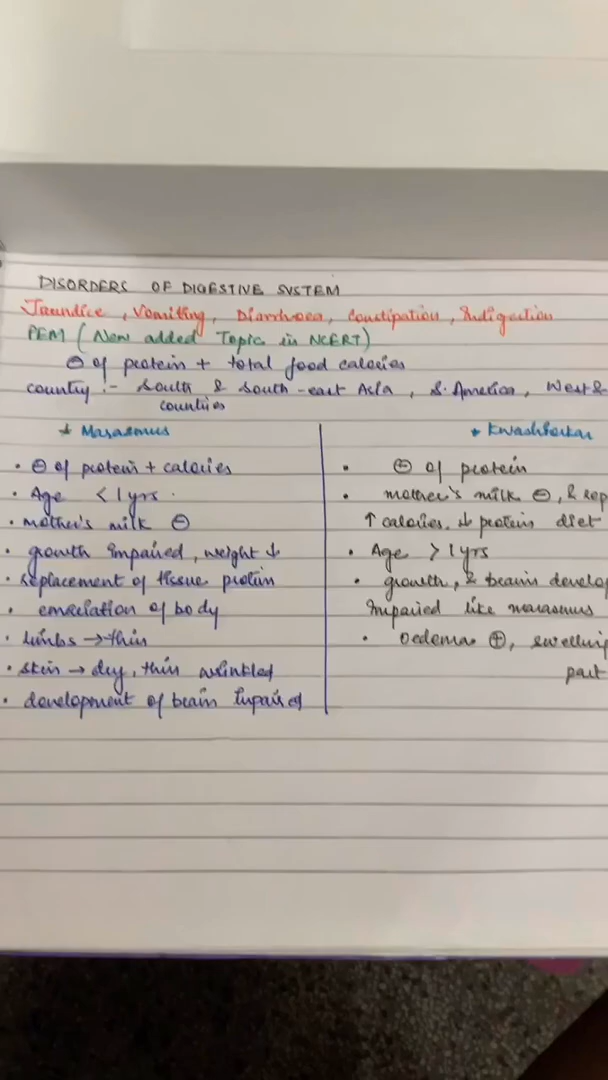 DISORDERS OF DIGESTIVE SYSTEM
Jaundice, Vomiting, Diarrhoea, Constipation, Indigestion
PEM (New added Topic in NCERT)
⊖ of protein + total food calories
country :- South & South-east Asia, S. America, West &
countries
* Marasmus
• ⊖ of protein + calories
• Age < 1 yrs.
• mother's milk ⊖
• growth impaired, weight ↓
• replacement of tissue protein
• emaciation of body
• limbs → thin
• skin → dry, thin wrinkled
• development of brain Impaired
* Kwashiorkar
• ⊖ of protein
• mother's milk ⊖, & rep
↑ calories, ↓ protein diet
• Age > 1 yrs
• growth, & brain develop
Impaired like marasmus
• Oedema ⊕, swelling
part